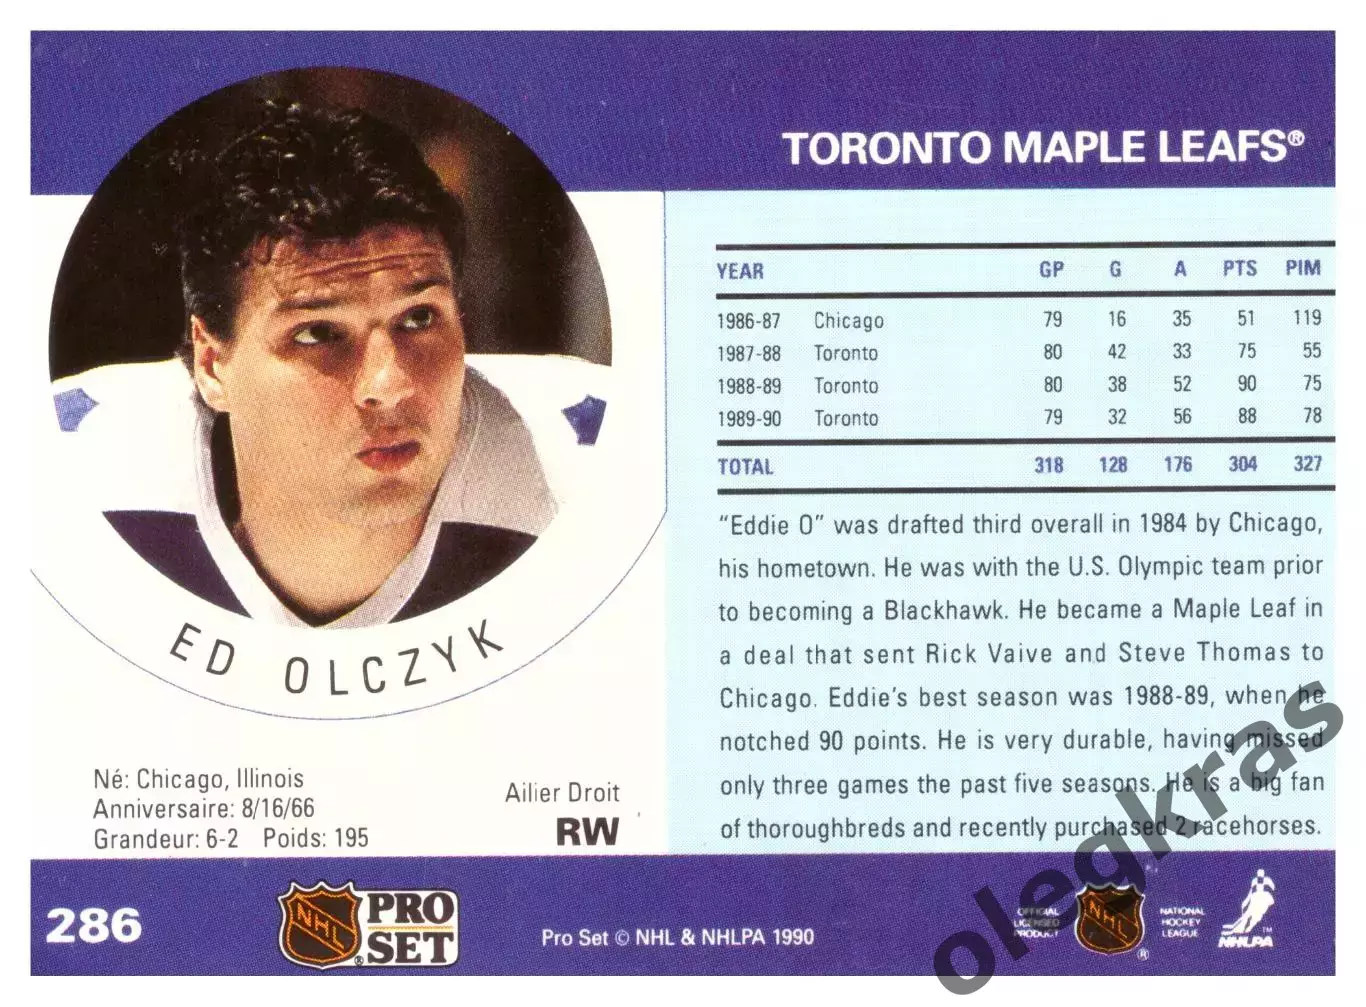 TORONTO MAPLE LEAFS®
YEAR GP G A PTS PIM
1986-87 Chicago 79 16 35 51 119
1987-88 Toronto 80 42 33 75 55
1988-89 Toronto 80 38 52 90 75
1989-90 Toronto 79 32 56 88 78
TOTAL 318 128 176 304 327
"Eddie O" was drafted third overall in 1984 by Chicago,
his hometown. He was with the U.S. Olympic team prior
to becoming a Blackhawk. He became a Maple Leaf in
a deal that sent Rick Vaive and Steve Thomas to
Chicago. Eddie's best season was 1988-89, when he
notched 90 points. He is very durable, having missed
only three games the past five seasons. He is a big fan
of thoroughbreds and recently purchased 2 racehorses.
ED OLCZYK
Né: Chicago, Illinois
Anniversaire: 8/16/66
Grandeur: 6-2 Poids: 195
Ailier Droit
RW
286
NHL
PRO
SET®
Pro Set © NHL & NHLPA 1990
OFFICIAL
LICENSED
PRODUCT
NHL
®
NATIONAL
HOCKEY
LEAGUE
NHLPA™
olegkras